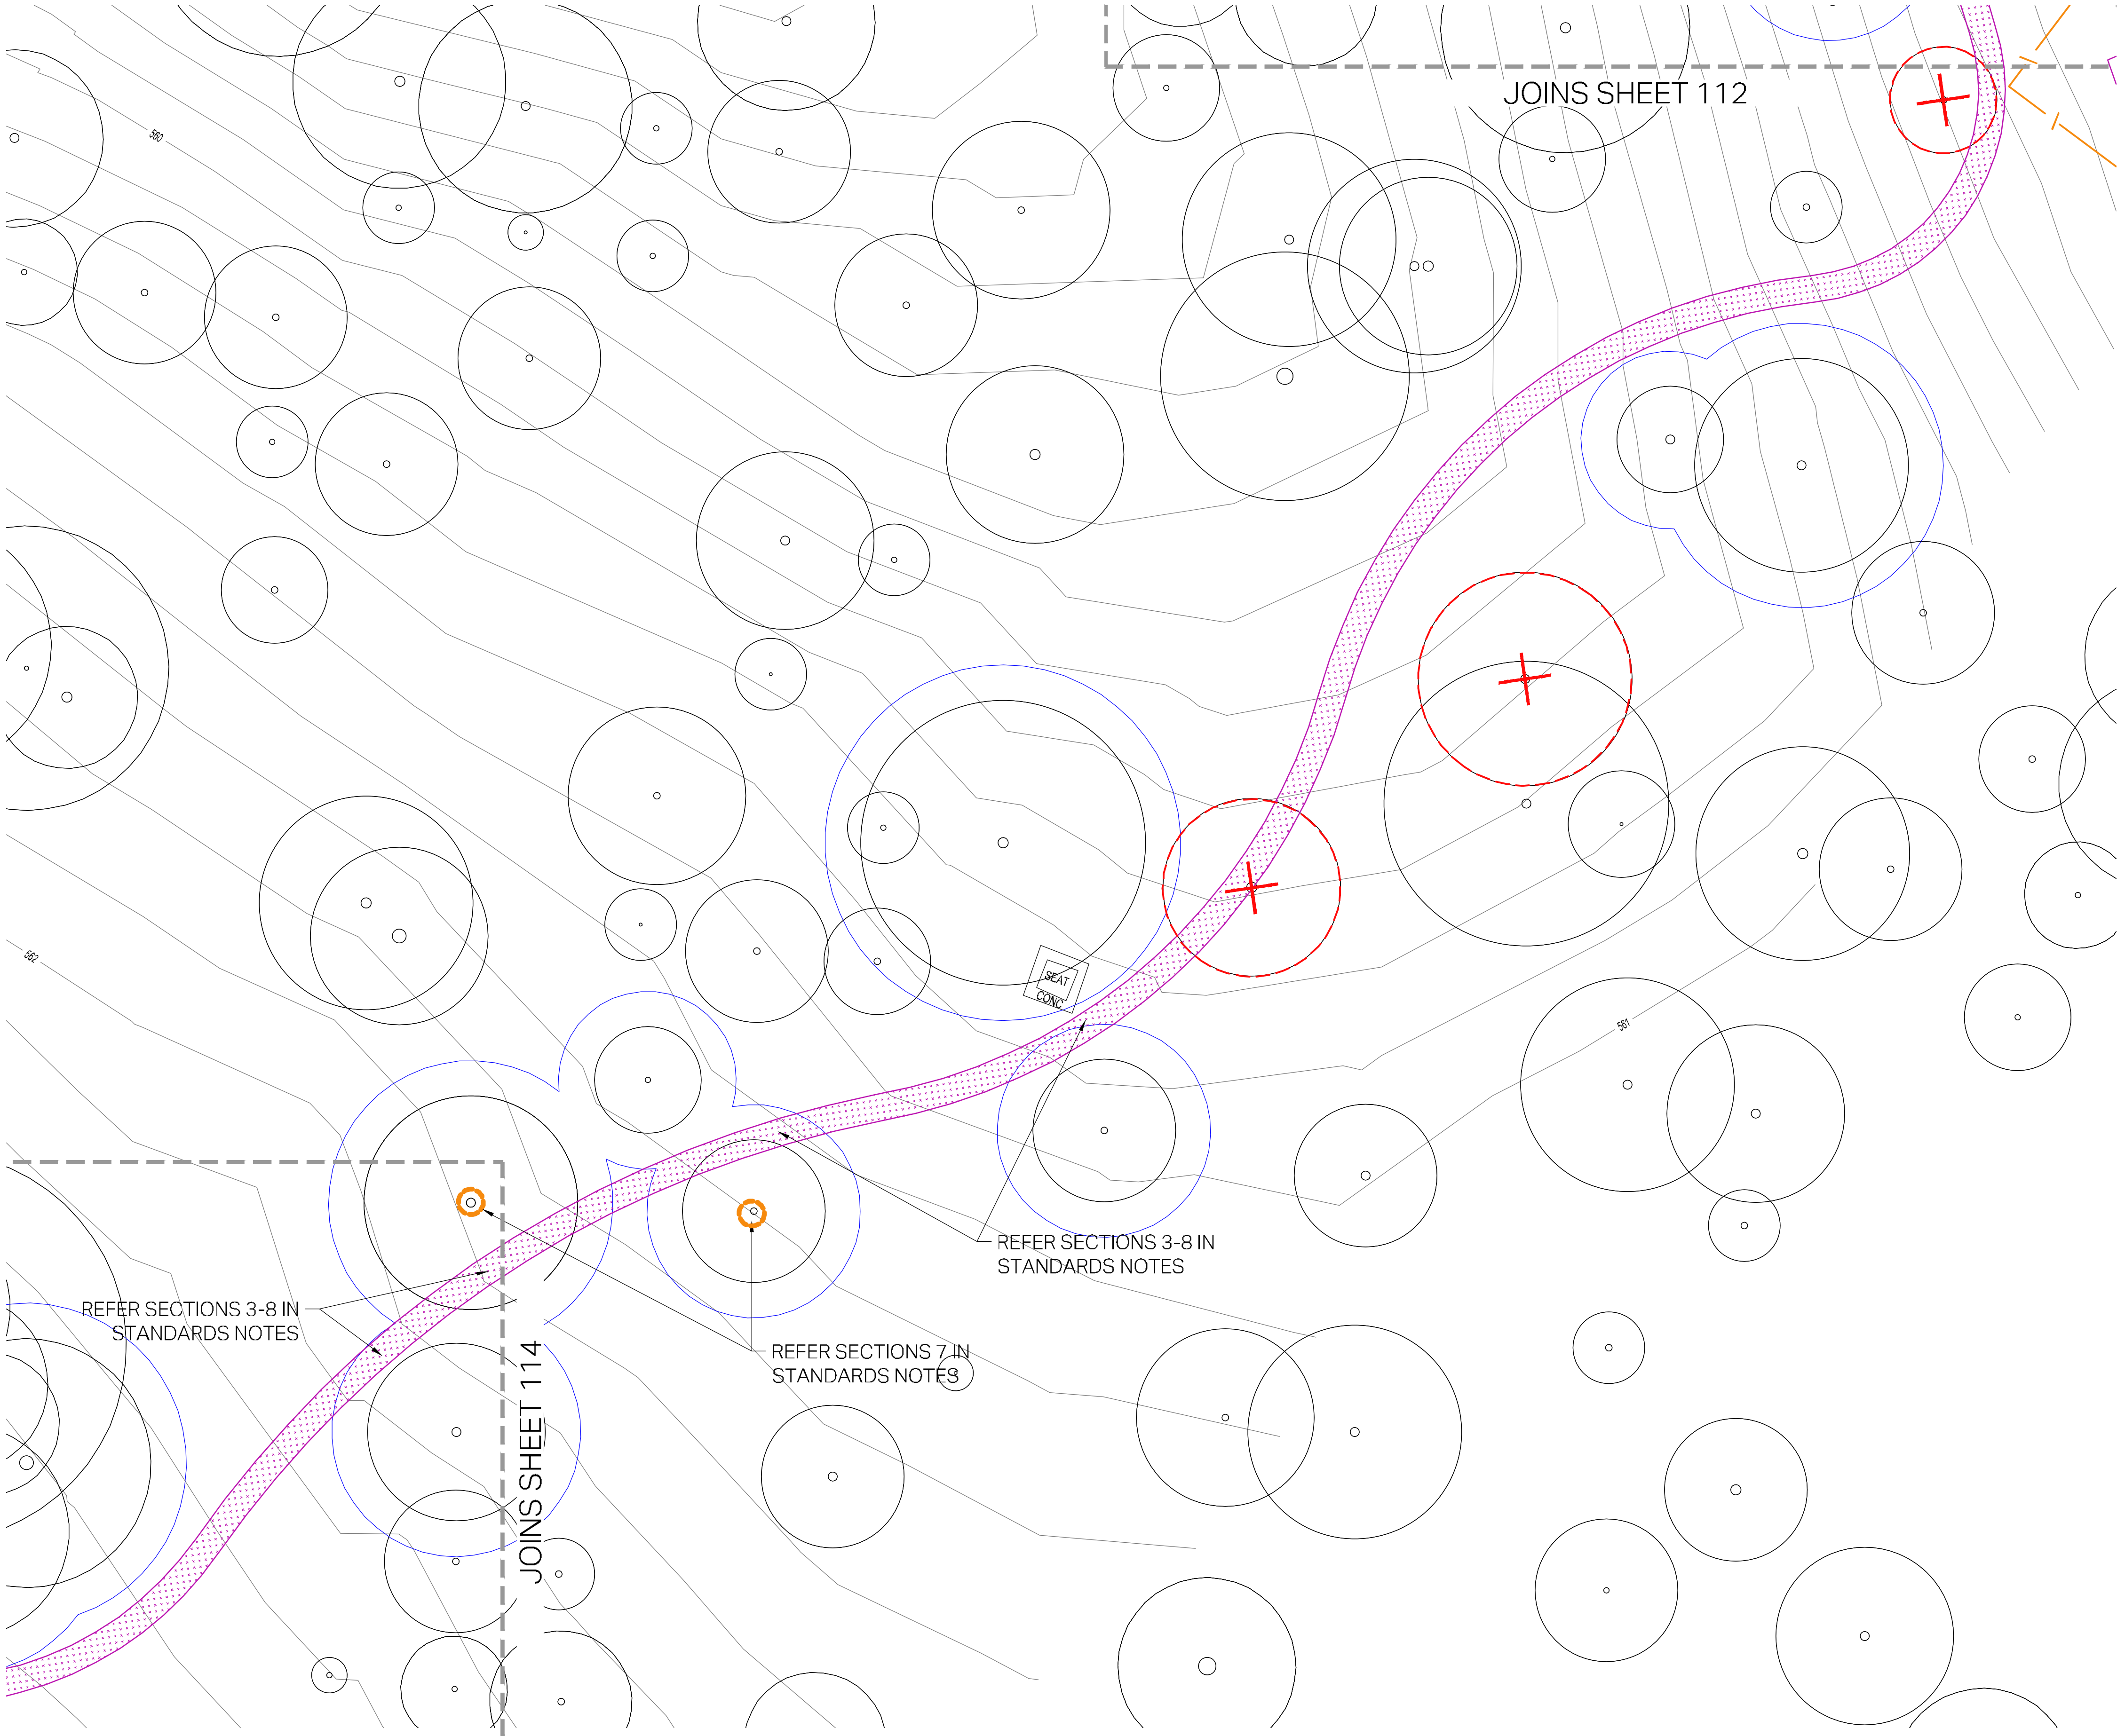 JOINS SHEET 112
560
SEAT
CONC
562
561
REFER SECTIONS 3-8 IN
STANDARDS NOTES
REFER SECTIONS 3-8 IN
STANDARDS NOTES
REFER SECTIONS 7 IN
STANDARDS NOTES
JOINS SHEET 114